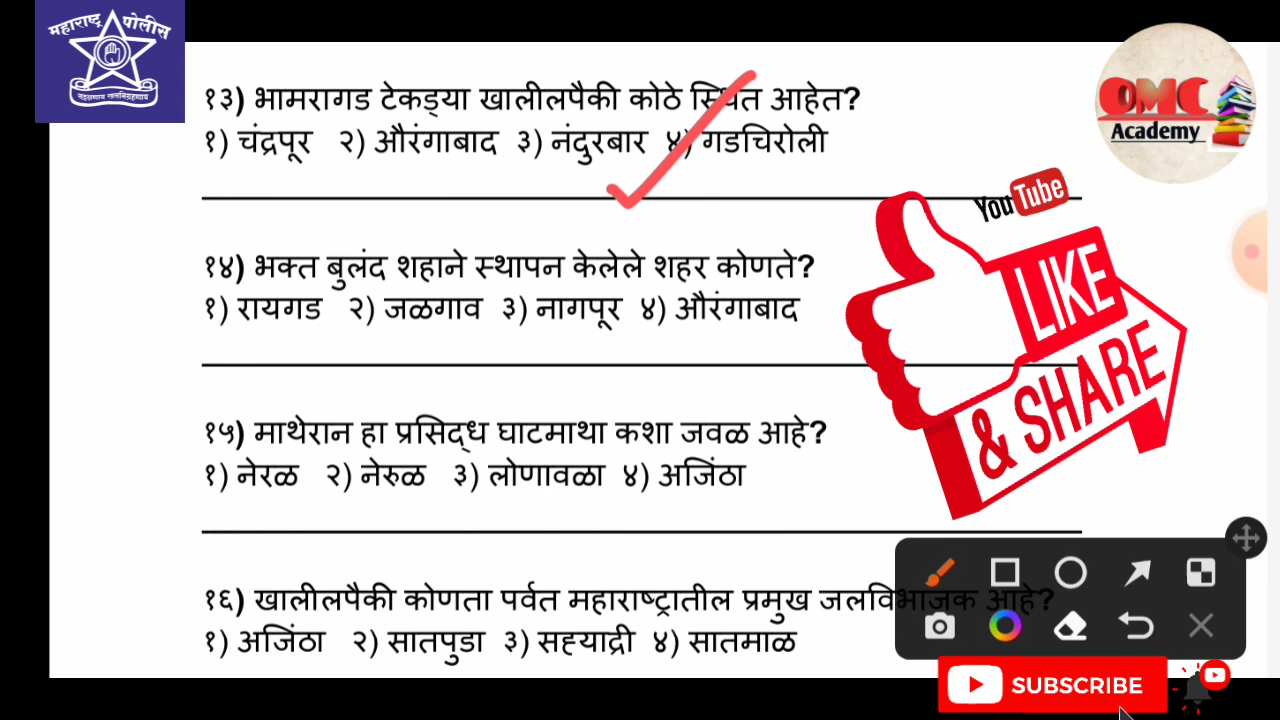 महाराष्ट्र पोलीस
OMC
Academy
१३) भामरागड टेकड्या खालीलपैकी कोठे स्थित आहेत?
१) चंद्रपूर २) औरंगाबाद ३) नंदुरबार ४) गडचिरोली
YouTube
१४) भक्त बुलंद शहाने स्थापन केलेले शहर कोणते?
१) रायगड २) जळगाव ३) नागपूर ४) औरंगाबाद
LIKE
& SHARE
१५) माथेरान हा प्रसिद्ध घाटमाथा कशा जवळ आहे?
१) नेरळ २) नेरुळ ३) लोणावळा ४) अजिंठा
१६) खालीलपैकी कोणता पर्वत महाराष्ट्रातील प्रमुख जलविभाजक आहे?
१) अजिंठा २) सातपुडा ३) सह्याद्री ४) सातमाळ
SUBSCRIBE